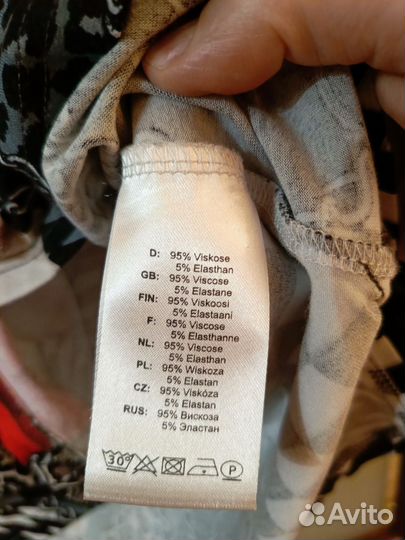 D: 95% Viskose
5% Elasthan
GB: 95% Viscose
5% Elastane
FIN: 95% Viskoosi
5% Elastaani
F: 95% Viscose
5% Elasthanne
NL: 95% Viscose
5% Elasthan
PL: 95% Wiskoza
5% Elastan
CZ: 95% Viskóza
5% Elastan
RUS: 95% Вискоза
5% Эластан
30° P
Avito